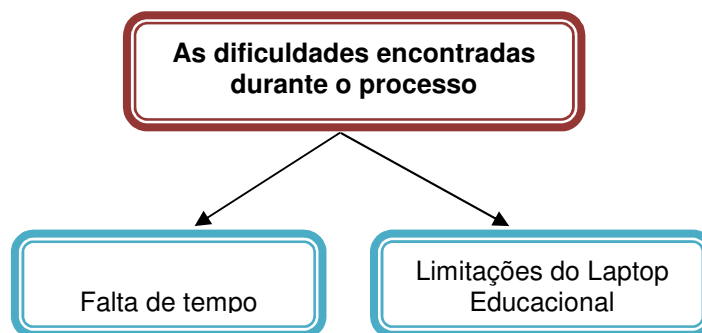 As dificuldades encontradas
durante o processo
Falta de tempo
Limitações do Laptop
Educacional